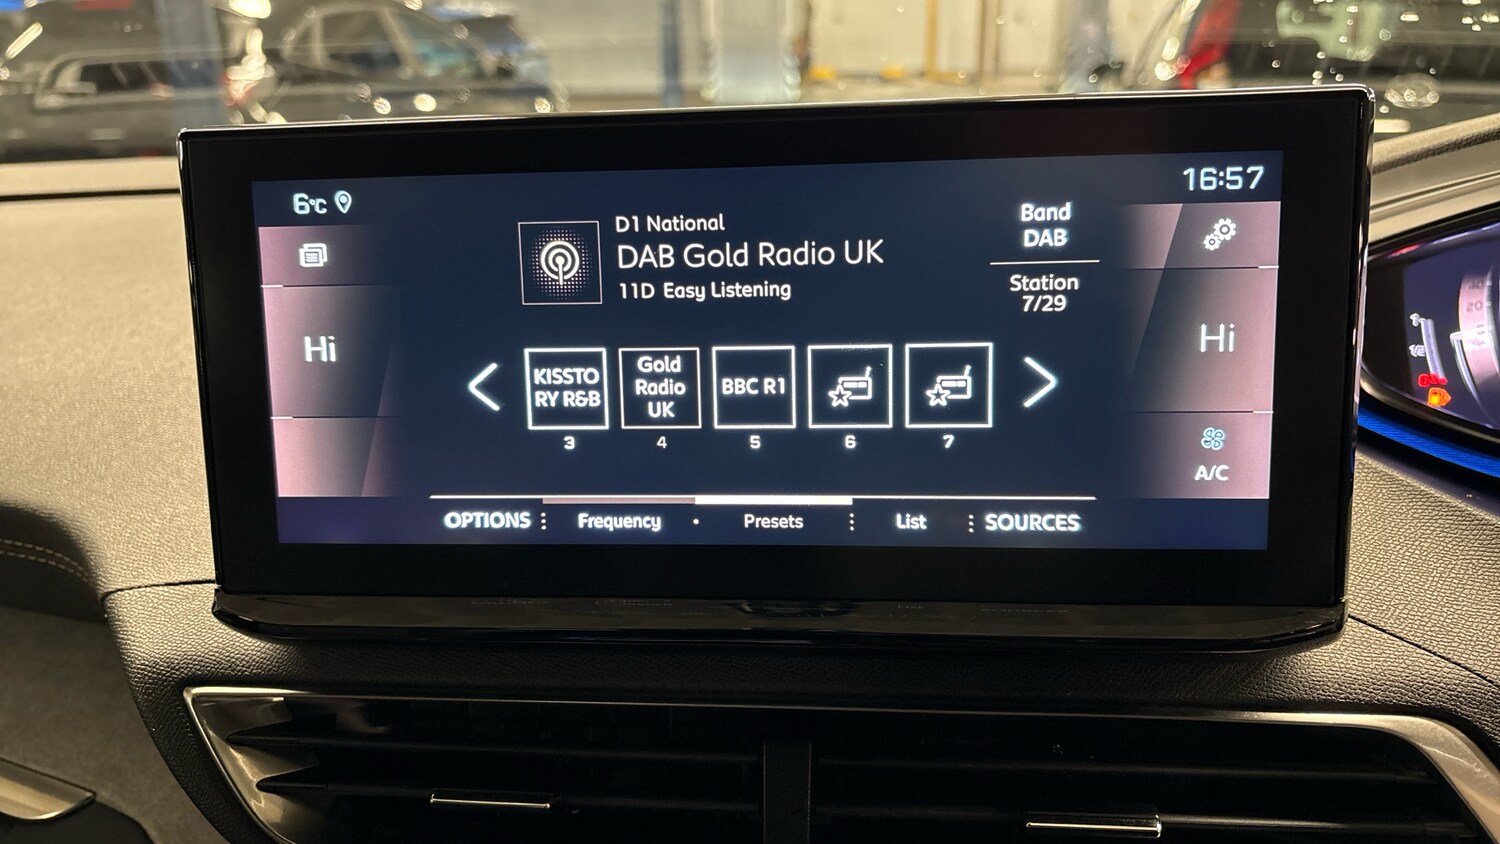 6°C
16:57
D1 National
DAB Gold Radio UK
11D Easy Listening
Band
DAB
Station
7/29
Hi
Hi
KISSTO
RY R&B
Gold
Radio
UK
BBC R1
3
4
5
6
7
A/C
OPTIONS
Frequency
Presets
List
SOURCES